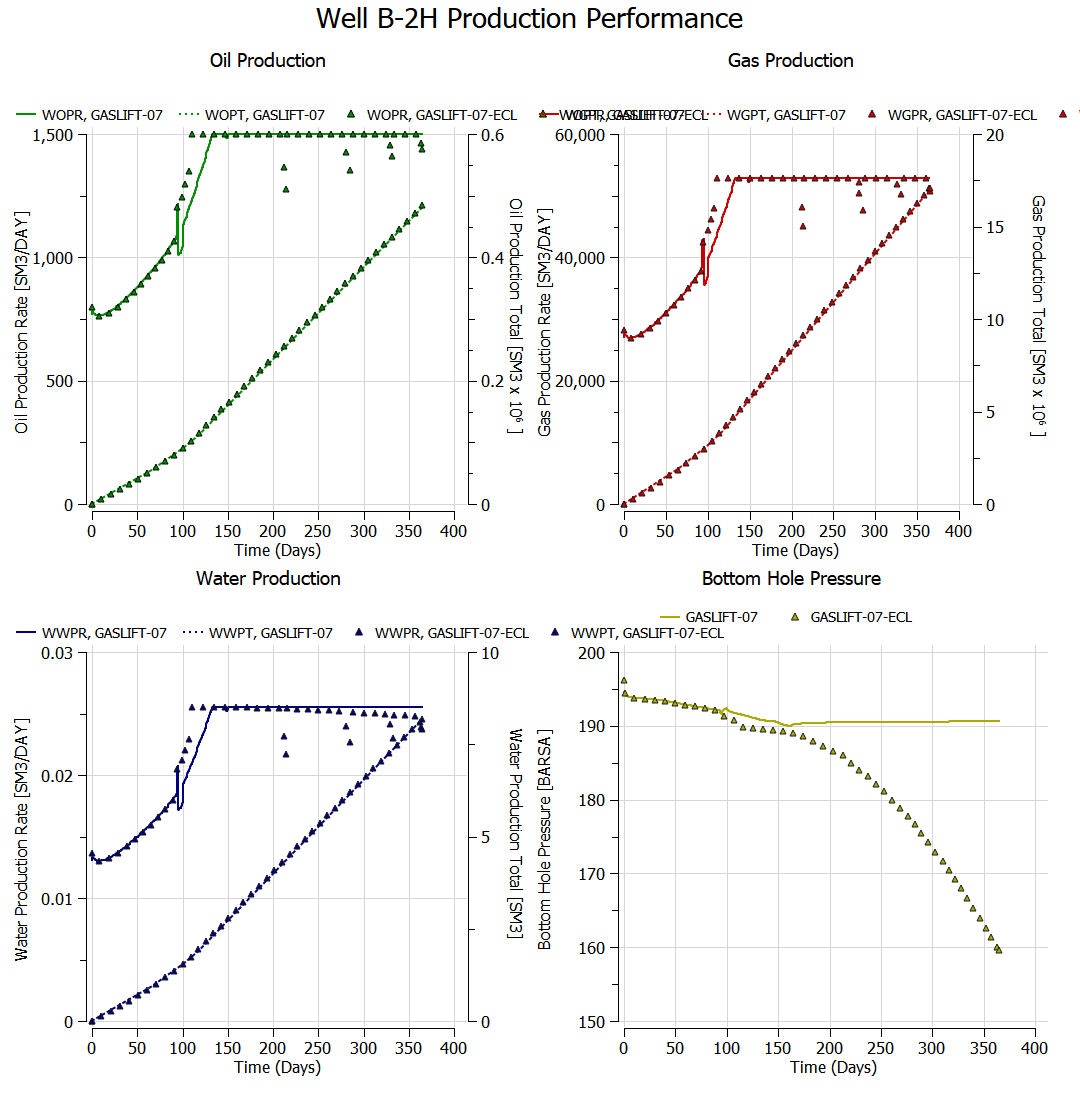 Well B-2H Production Performance
Oil Production
WOPR, GASLIFT-07 WOPT, GASLIFT-07 WOPR, GASLIFT-07-ECL WOPT, GASLIFT-07-ECL
1,500
1,000
500
0
Oil Production Rate [SM3/DAY]
0.6
0.4
0.2
0
Oil Production Total [SM3 x 10⁶ ]
0 50 100 150 200 250 300 350 400
Time (Days)
Gas Production
WGPR, GASLIFT-07 WGPT, GASLIFT-07 WGPR, GASLIFT-07-ECL
60,000
40,000
20,000
0
Gas Production Rate [SM3/DAY]
20
15
10
5
0
Gas Production Total [SM3 x 10⁶ ]
0 50 100 150 200 250 300 350 400
Time (Days)
Water Production
WWPR, GASLIFT-07 WWPT, GASLIFT-07 WWPR, GASLIFT-07-ECL WWPT, GASLIFT-07-ECL
0.03
0.02
0.01
0
Water Production Rate [SM3/DAY]
10
5
0
Water Production Total [SM3]
0 50 100 150 200 250 300 350 400
Time (Days)
Bottom Hole Pressure
GASLIFT-07 GASLIFT-07-ECL
200
190
180
170
160
150
Bottom Hole Pressure [BARSA]
0 50 100 150 200 250 300 350 400
Time (Days)